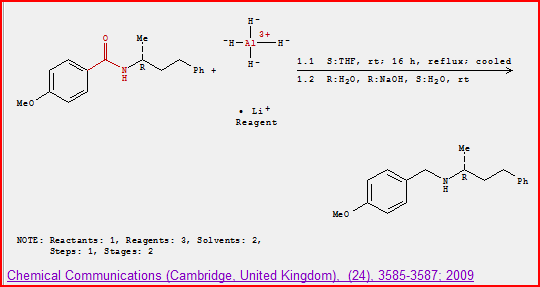 O
Me
N
H
R
Ph
MeO
+
H-
-H
Al
3+
H-
H-
• Li+
Reagent
1.1 S:THF, rt; 16 h, reflux; cooled
1.2 R:H2O, R:NaOH, S:H2O, rt
Me
N
H
R
Ph
MeO
NOTE: Reactants: 1, Reagents: 3, Solvents: 2,
Steps: 1, Stages: 2
Chemical Communications (Cambridge, United Kingdom), (24), 3585-3587; 2009